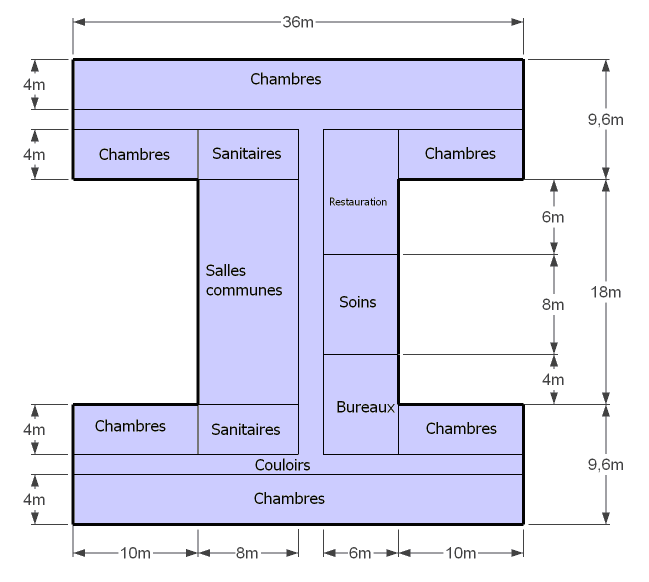 36m
Chambres
4m
9,6m
4m
Chambres
Sanitaires
Chambres
Restauration
6m
Salles
communes
Soins
8m
18m
4m
Bureaux
4m
Chambres
Sanitaires
Chambres
Couloirs
9,6m
4m
Chambres
10m
8m
6m
10m